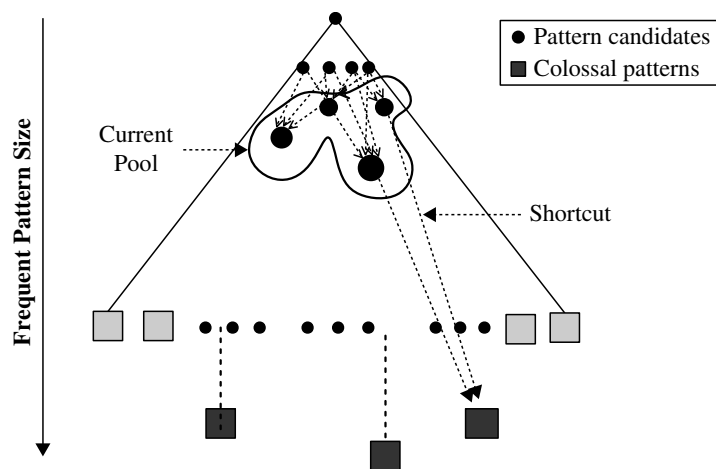 Pattern candidates
Colossal patterns
Current
Pool
Shortcut
Frequent Pattern Size